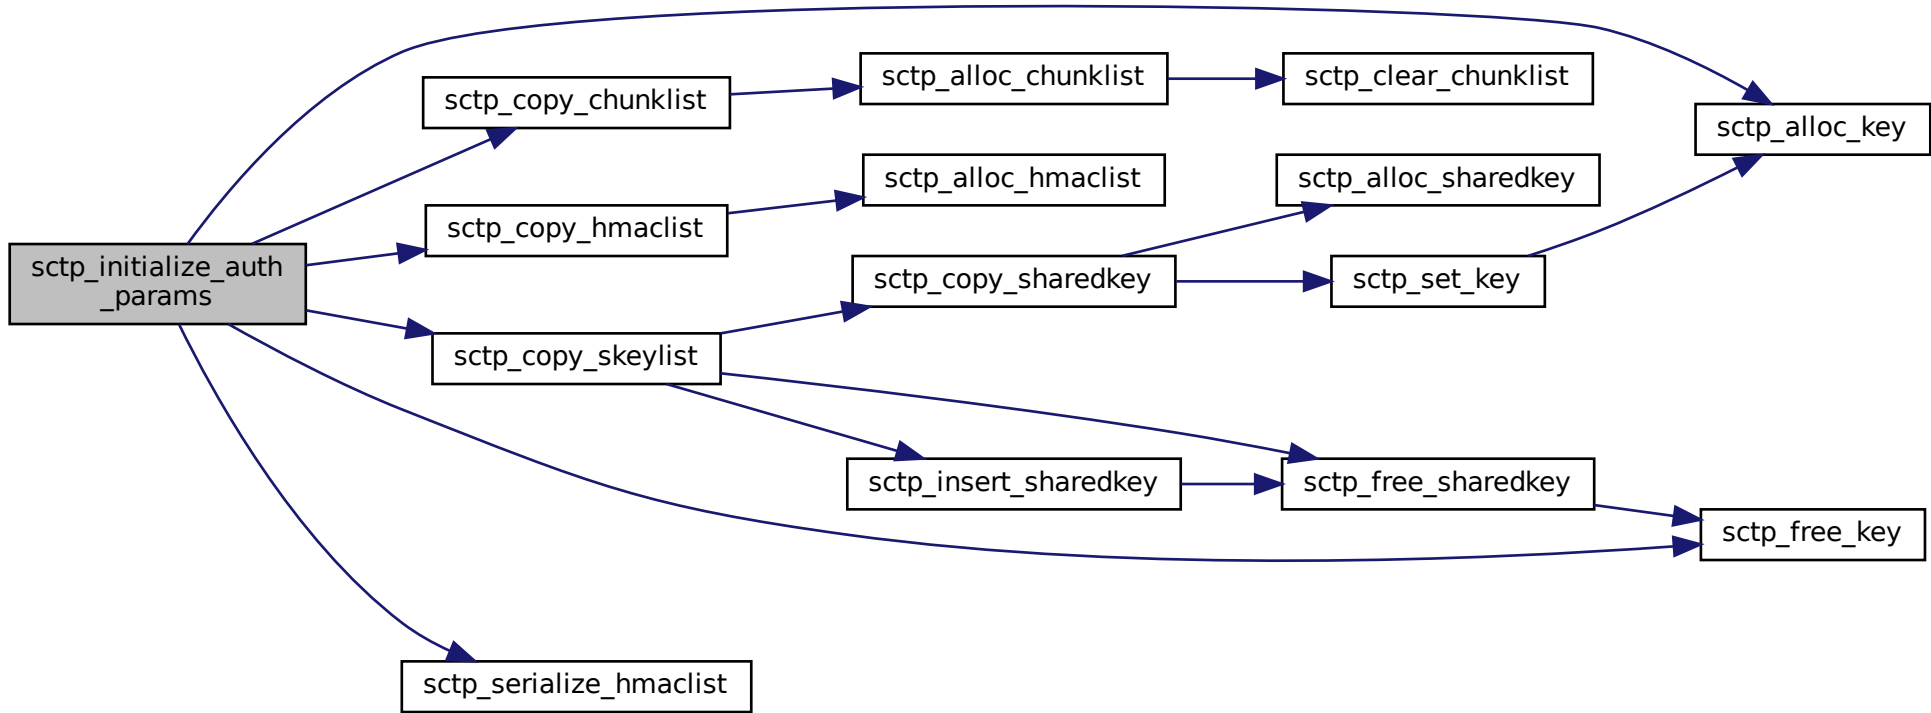 sctp_initialize_auth
_params
sctp_copy_chunklist
sctp_alloc_chunklist
sctp_clear_chunklist
sctp_alloc_key
sctp_copy_hmaclist
sctp_alloc_hmaclist
sctp_alloc_sharedkey
sctp_copy_sharedkey
sctp_set_key
sctp_copy_skeylist
sctp_insert_sharedkey
sctp_free_sharedkey
sctp_free_key
sctp_serialize_hmaclist